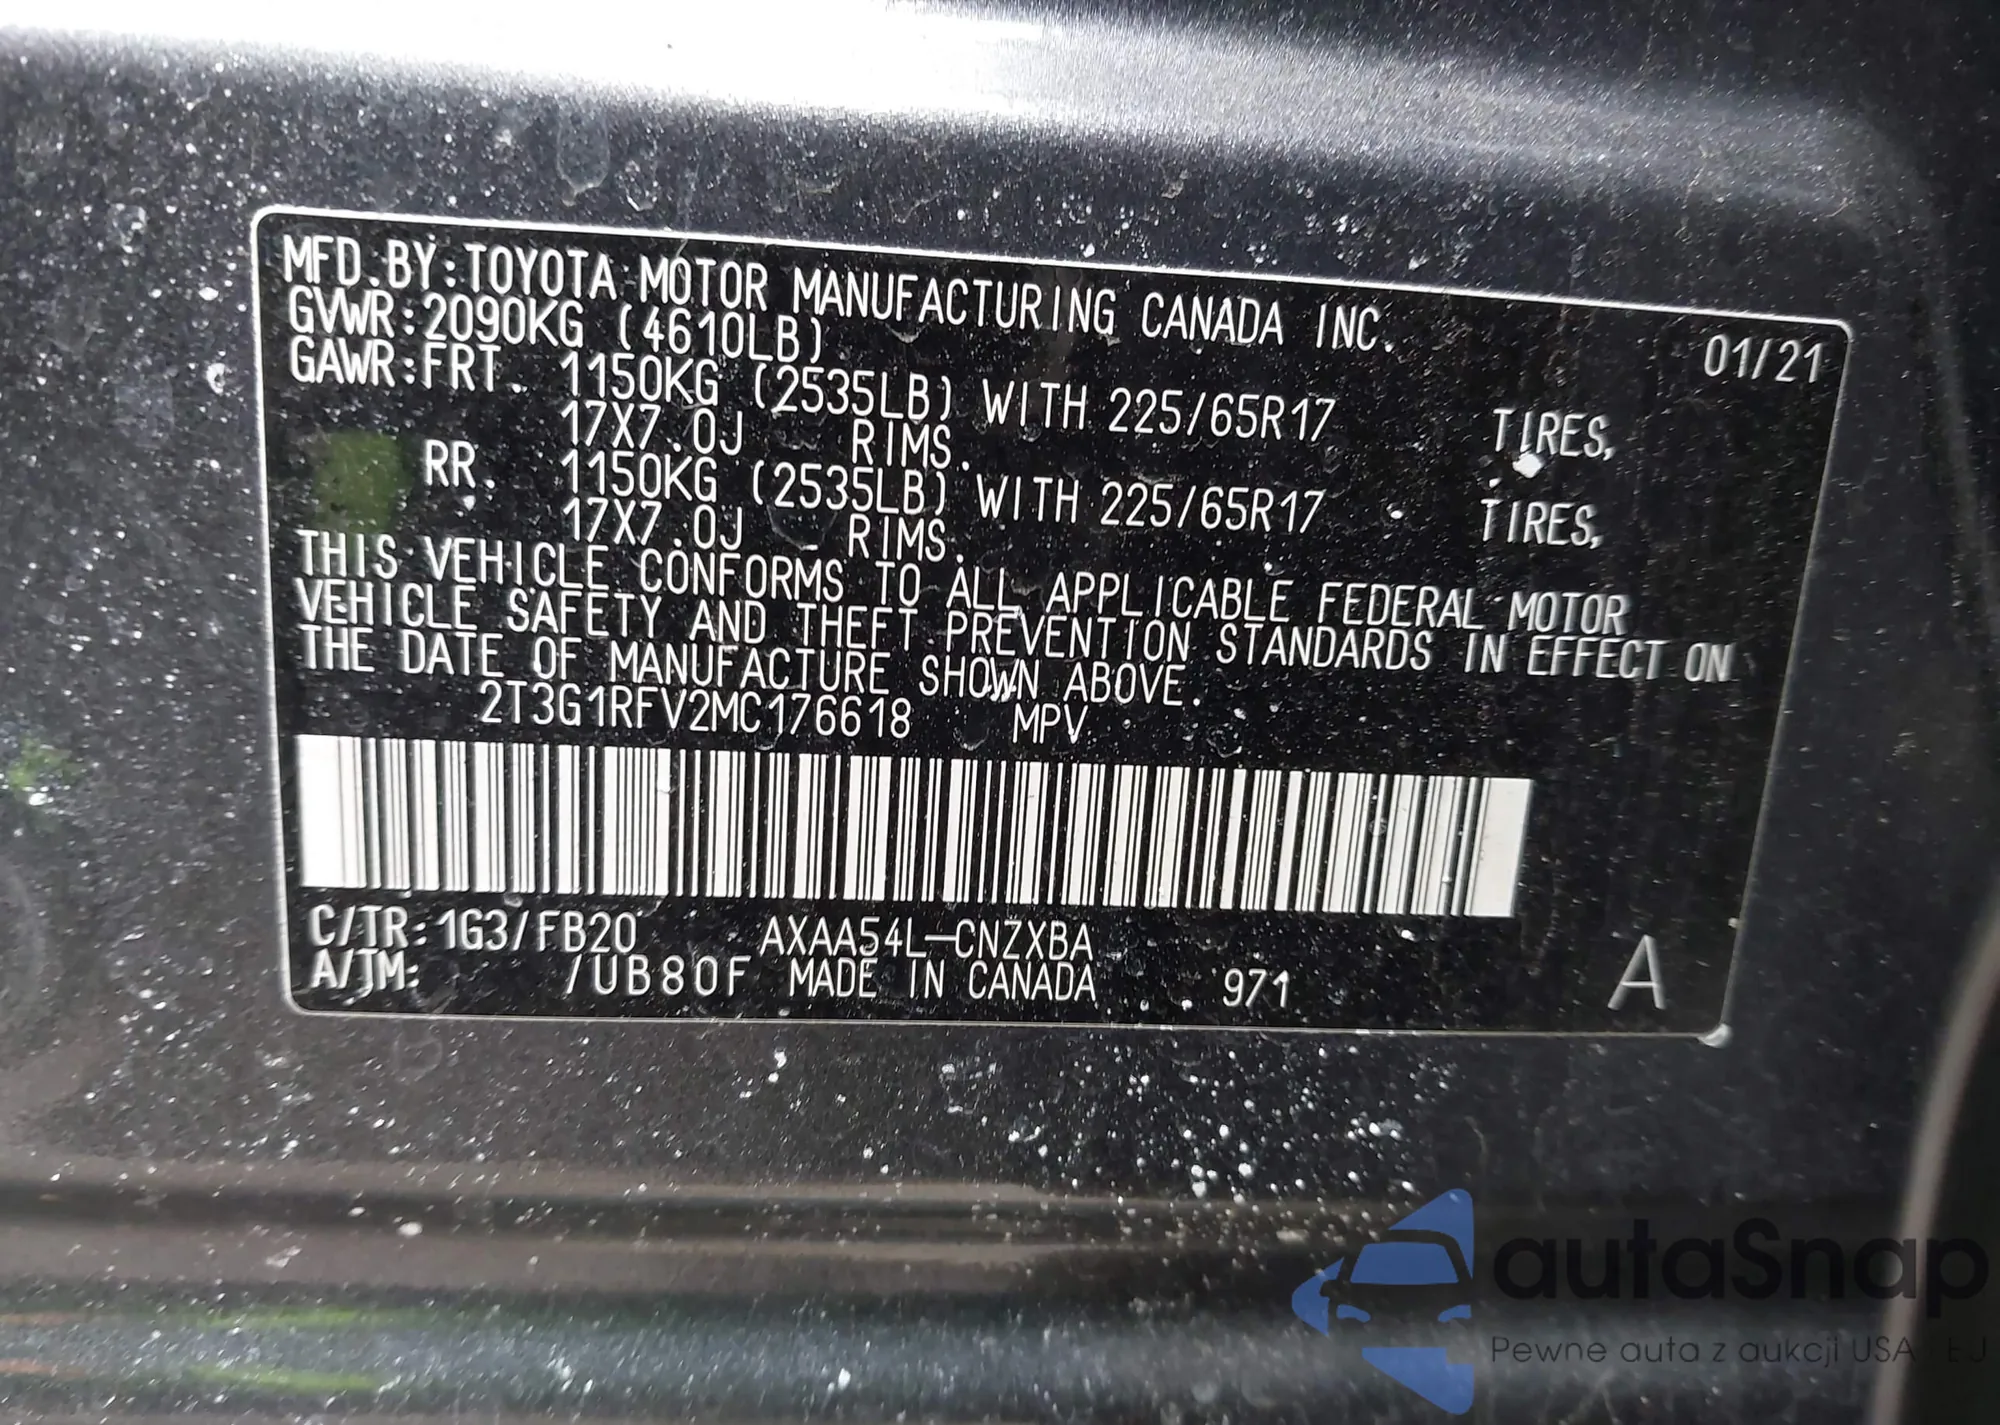 MFD.BY:TOYOTA MOTOR MANUFACTURING CANADA INC.
01/21
GVWR:2090KG (4610LB)
GAWR:FRT. 1150KG (2535LB) WITH 225/65R17 TIRES,
17X7.0J RIMS.
RR. 1150KG (2535LB) WITH 225/65R17 TIRES,
17X7.0J RIMS.
THIS VEHICLE CONFORMS TO ALL APPLICABLE FEDERAL MOTOR
VEHICLE SAFETY AND THEFT PREVENTION STANDARDS IN EFFECT ON
THE DATE OF MANUFACTURE SHOWN ABOVE.
2T3G1RFV2MC176618 MPV
C/TR:1G3/FB20 AXAA54L-CNZXBA
A/TM: /UB80F MADE IN CANADA 971 A
autaSnap
Pewne auta z aukcji USA